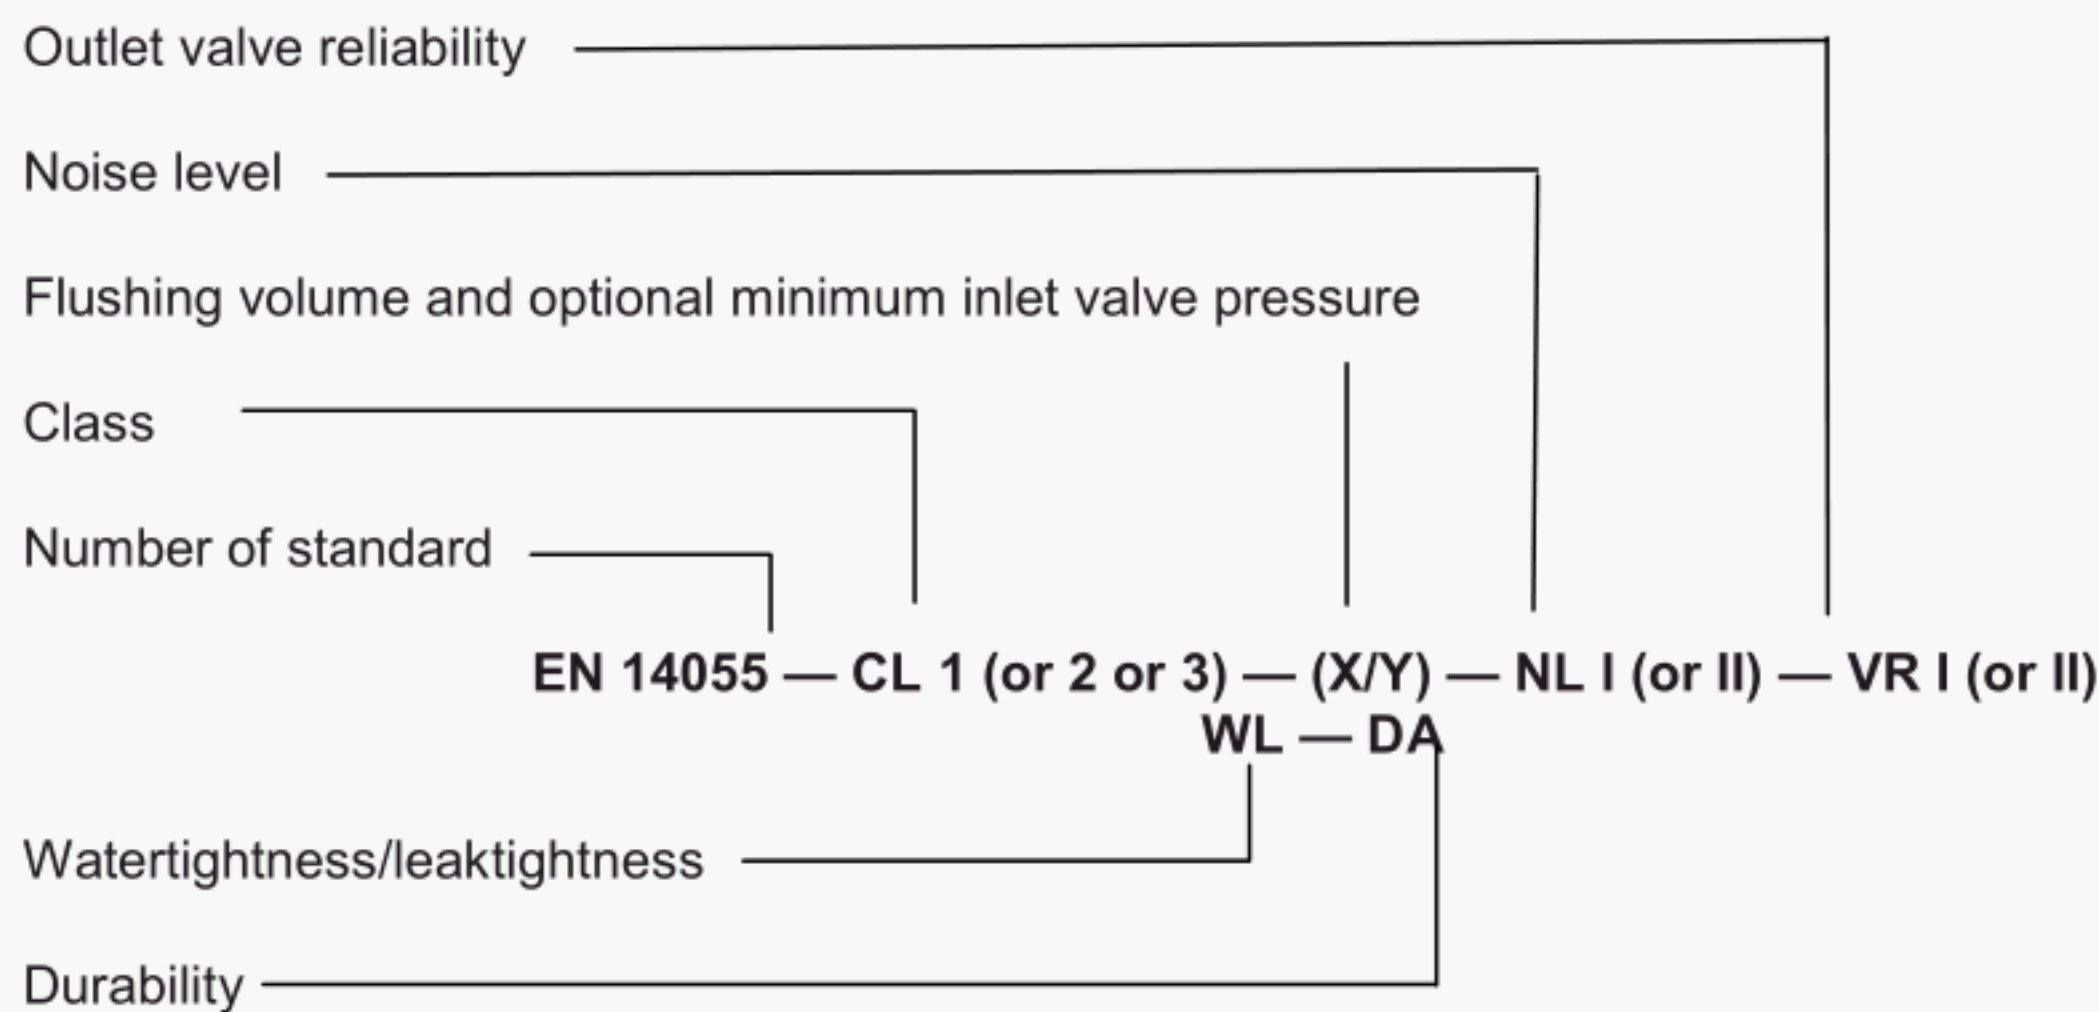 Outlet valve reliability
Noise level
Flushing volume and optional minimum inlet valve pressure
Class
Number of standard
EN 14055 — CL 1 (or 2 or 3) — (X/Y) — NL I (or II) — VR I (or II)
WL — DA
Watertightness/leaktightness
Durability